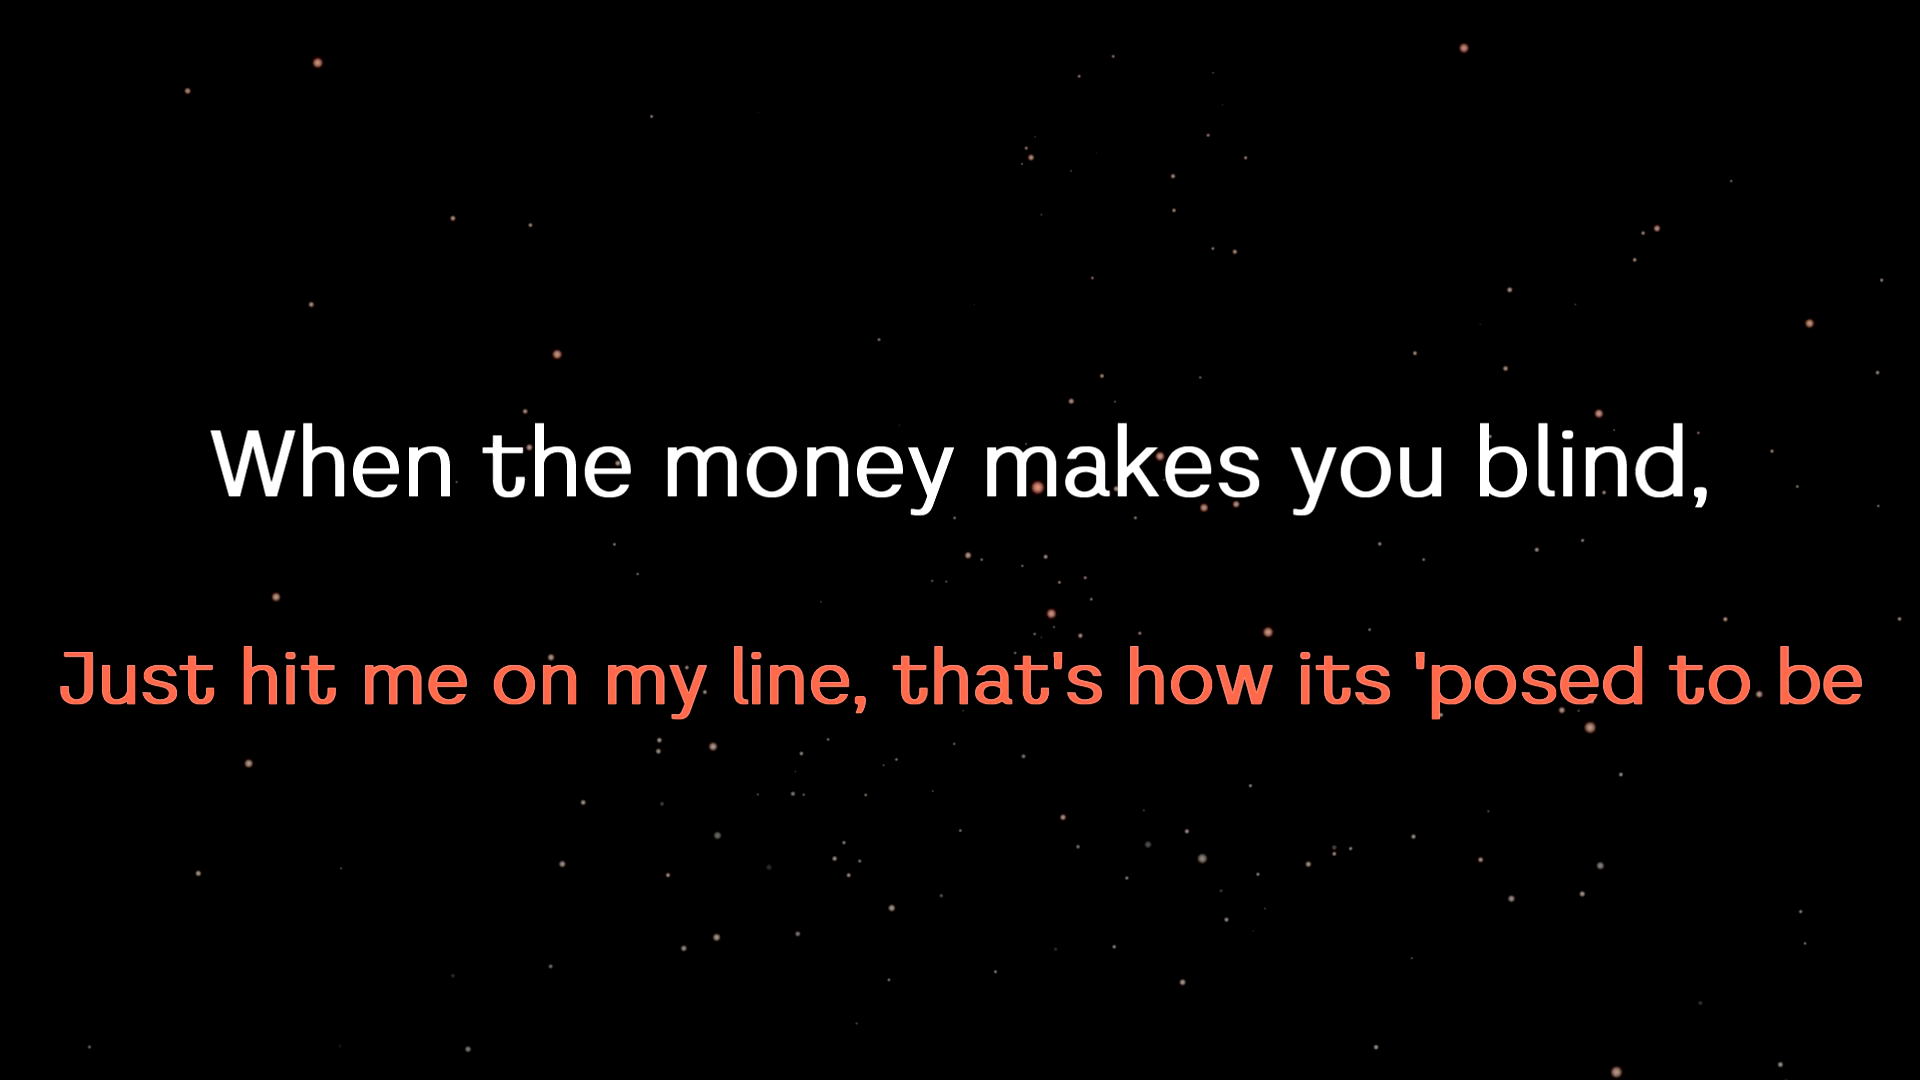 When the money makes you blind,
Just hit me on my line, that's how its 'posed to be